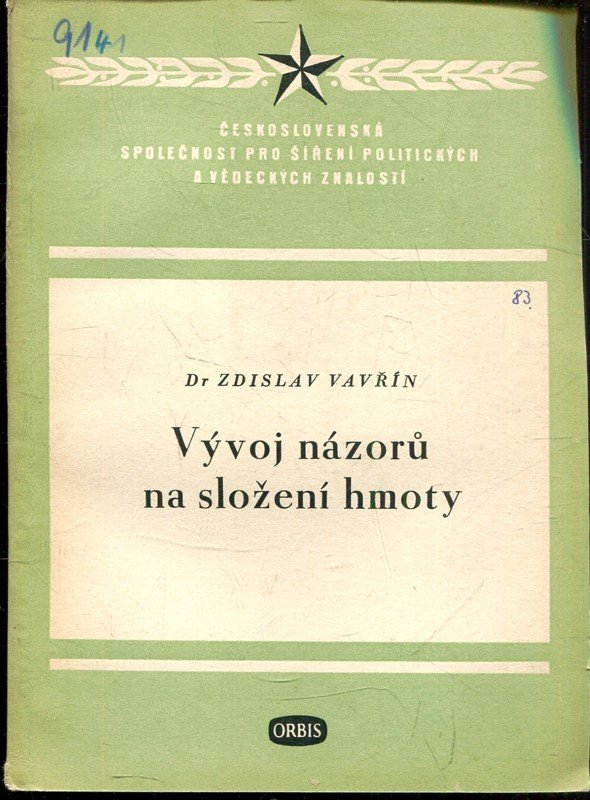 9141
ČESKOSLOVENSKÁ
SPOLEČNOST PRO ŠÍŘENÍ POLITICKÝCH
A VĚDECKÝCH ZNALOSTÍ
83
Dr ZDISLAV VAVŘÍN
Vývoj názorů
na složení hmoty
ORBIS